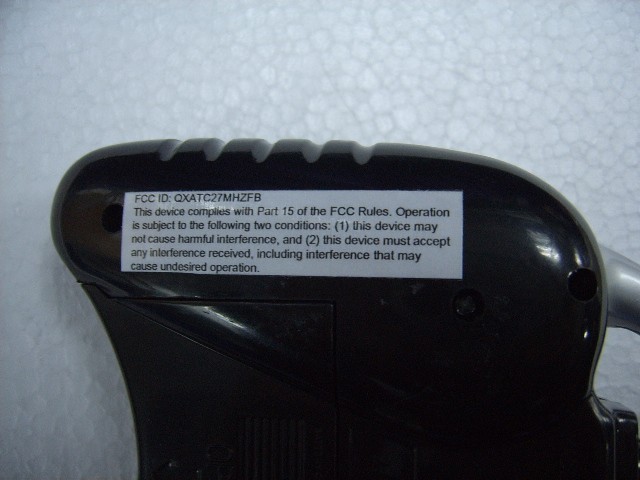 FCC ID: QXATC27MHZFB
This device complies with Part 15 of the FCC Rules. Operation
is subject to the following two conditions: (1) this device may
not cause harmful interference, and (2) this device must accept
any interference received, including interference that may
cause undesired operation.